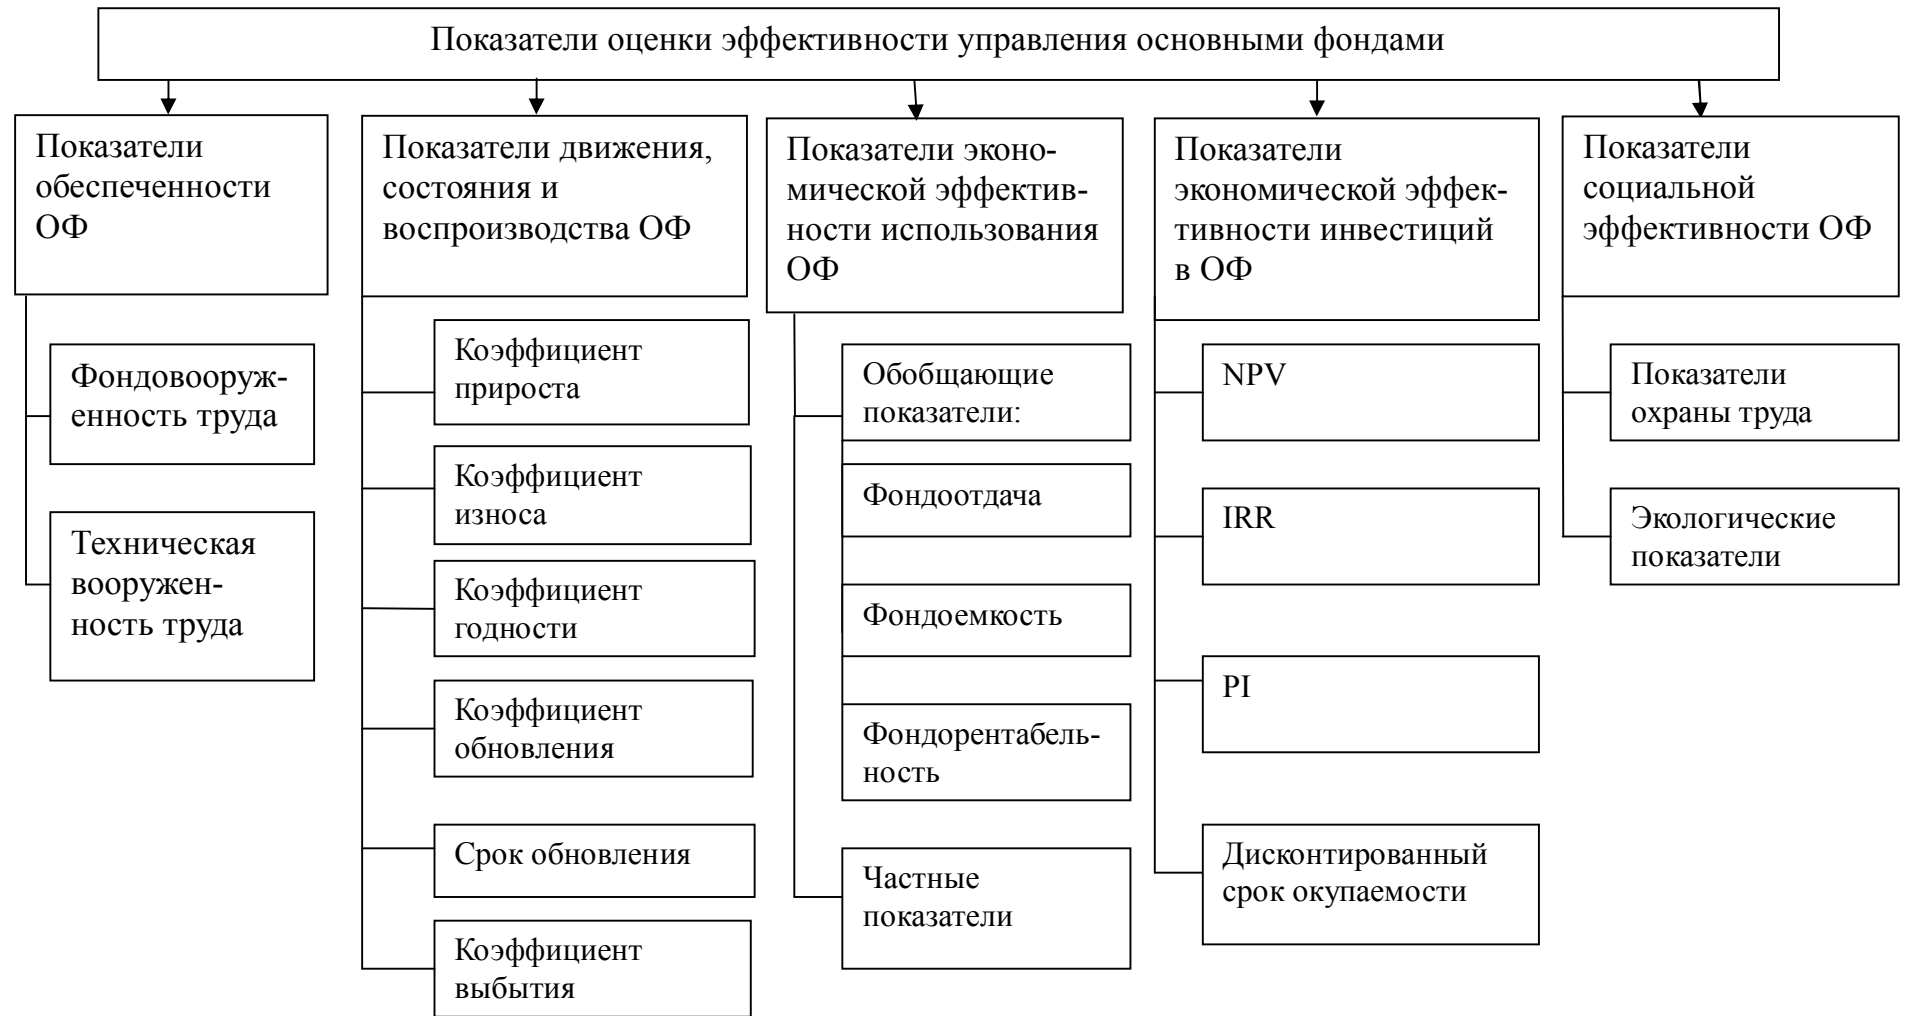 Показатели оценки эффективности управления основными фондами
Показатели
обеспеченности
ОФ
Фондовооруж-
енность труда
Техническая
вооружен-
ность труда
Показатели движения,
состояния и
воспроизводства ОФ
Коэффициент
прироста
Коэффициент
износа
Коэффициент
годности
Коэффициент
обновления
Срок обновления
Коэффициент
выбытия
Показатели эконо-
мической эффектив-
ности использования
ОФ
Обобщающие
показатели:
Фондоотдача
Фондоемкость
Фондорентабель-
ность
Частные
показатели
Показатели
экономической эффек-
тивности инвестиций
в ОФ
NPV
IRR
PI
Дисконтированный
срок окупаемости
Показатели
социальной
эффективности ОФ
Показатели
охраны труда
Экологические
показатели